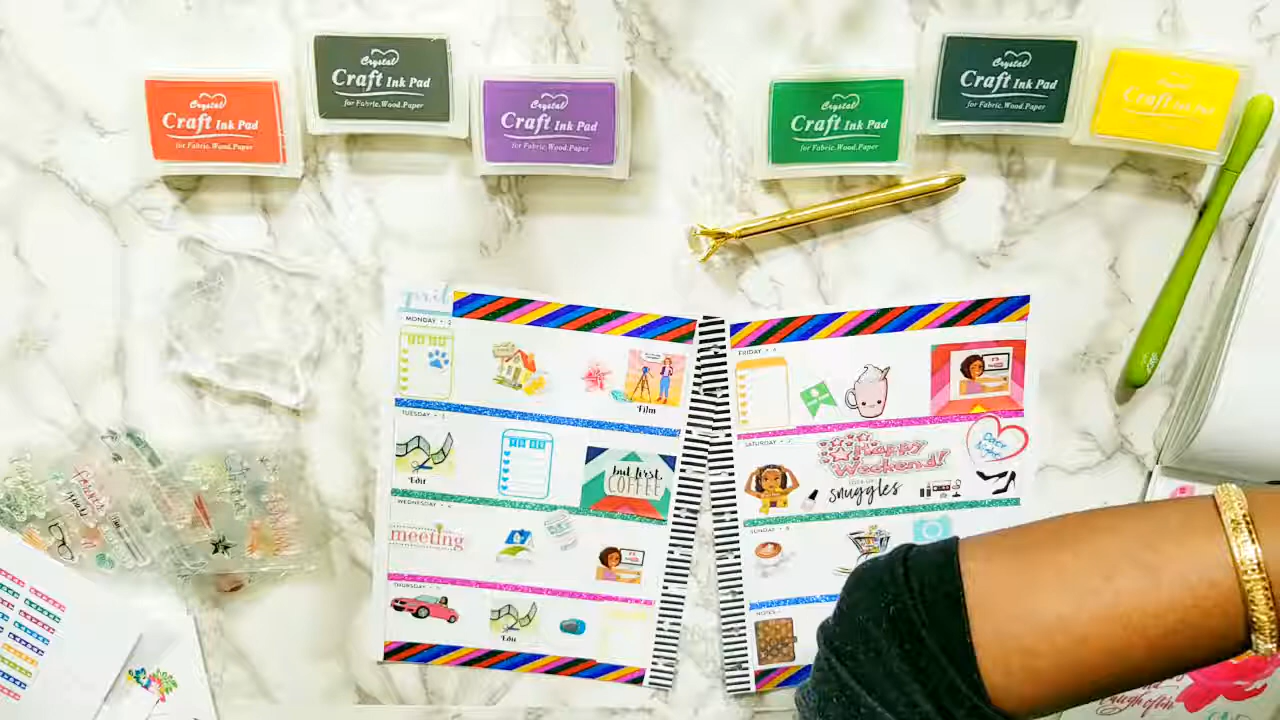 Crystal
Craft Ink Pad
for Fabric.Wood.Paper
Crystal
Craft Ink Pad
for Fabric.Wood.Paper
Crystal
Craft Ink Pad
for Fabric.Wood.Paper
Crystal
Craft Ink Pad
for Fabric.Wood.Paper
Crystal
Craft Ink Pad
for Fabric.Wood.Paper
Craft Ink Pad
for Fabric.Wood.Paper
MONDAY
Film
TUESDAY
Edit
but first
COFFEE
WEDNESDAY
meeting
THURSDAY
Edit
FRIDAY
SATURDAY
Happy
Weekend!
snuggles
Date
Night
SUNDAY
NOTES